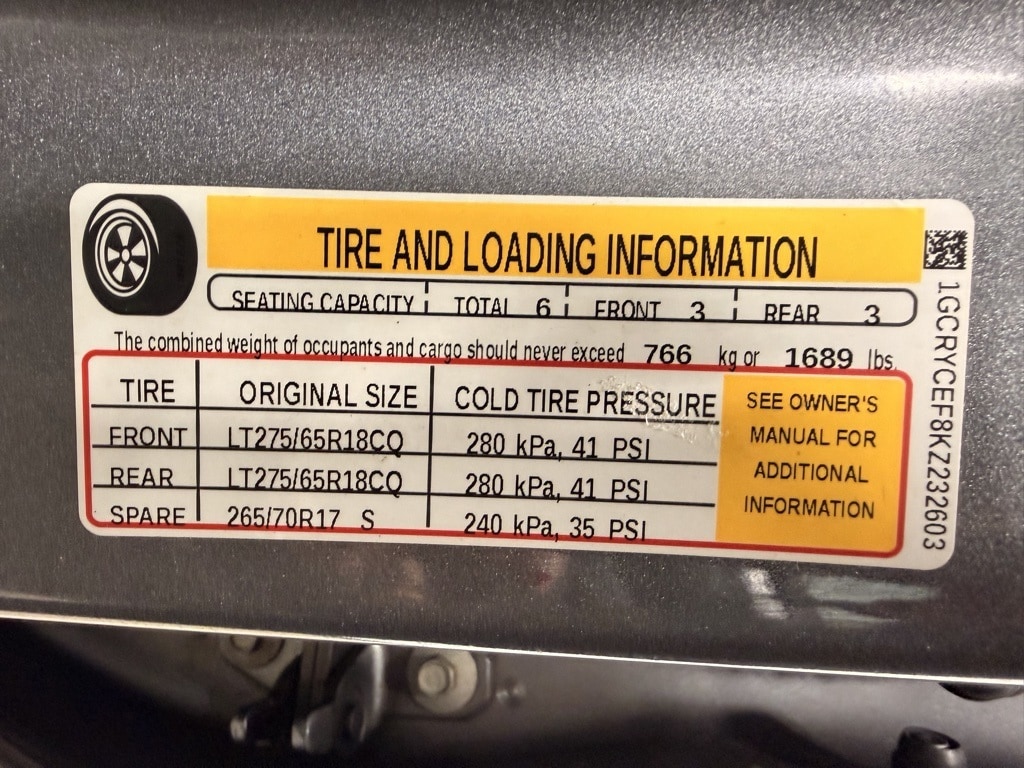 TIRE AND LOADING INFORMATION
SEATING CAPACITY TOTAL 6 FRONT 3 REAR 3
The combined weight of occupants and cargo should never exceed 766 kg or 1689 lbs.
TIRE ORIGINAL SIZE COLD TIRE PRESSURE
FRONT LT275/65R18CQ 280 kPa, 41 PSI
REAR LT275/65R18CQ 280 kPa, 41 PSI
SPARE 265/70R17 S 240 kPa, 35 PSI
SEE OWNER'S
MANUAL FOR
ADDITIONAL
INFORMATION
1GCRYCEF8KZ232603